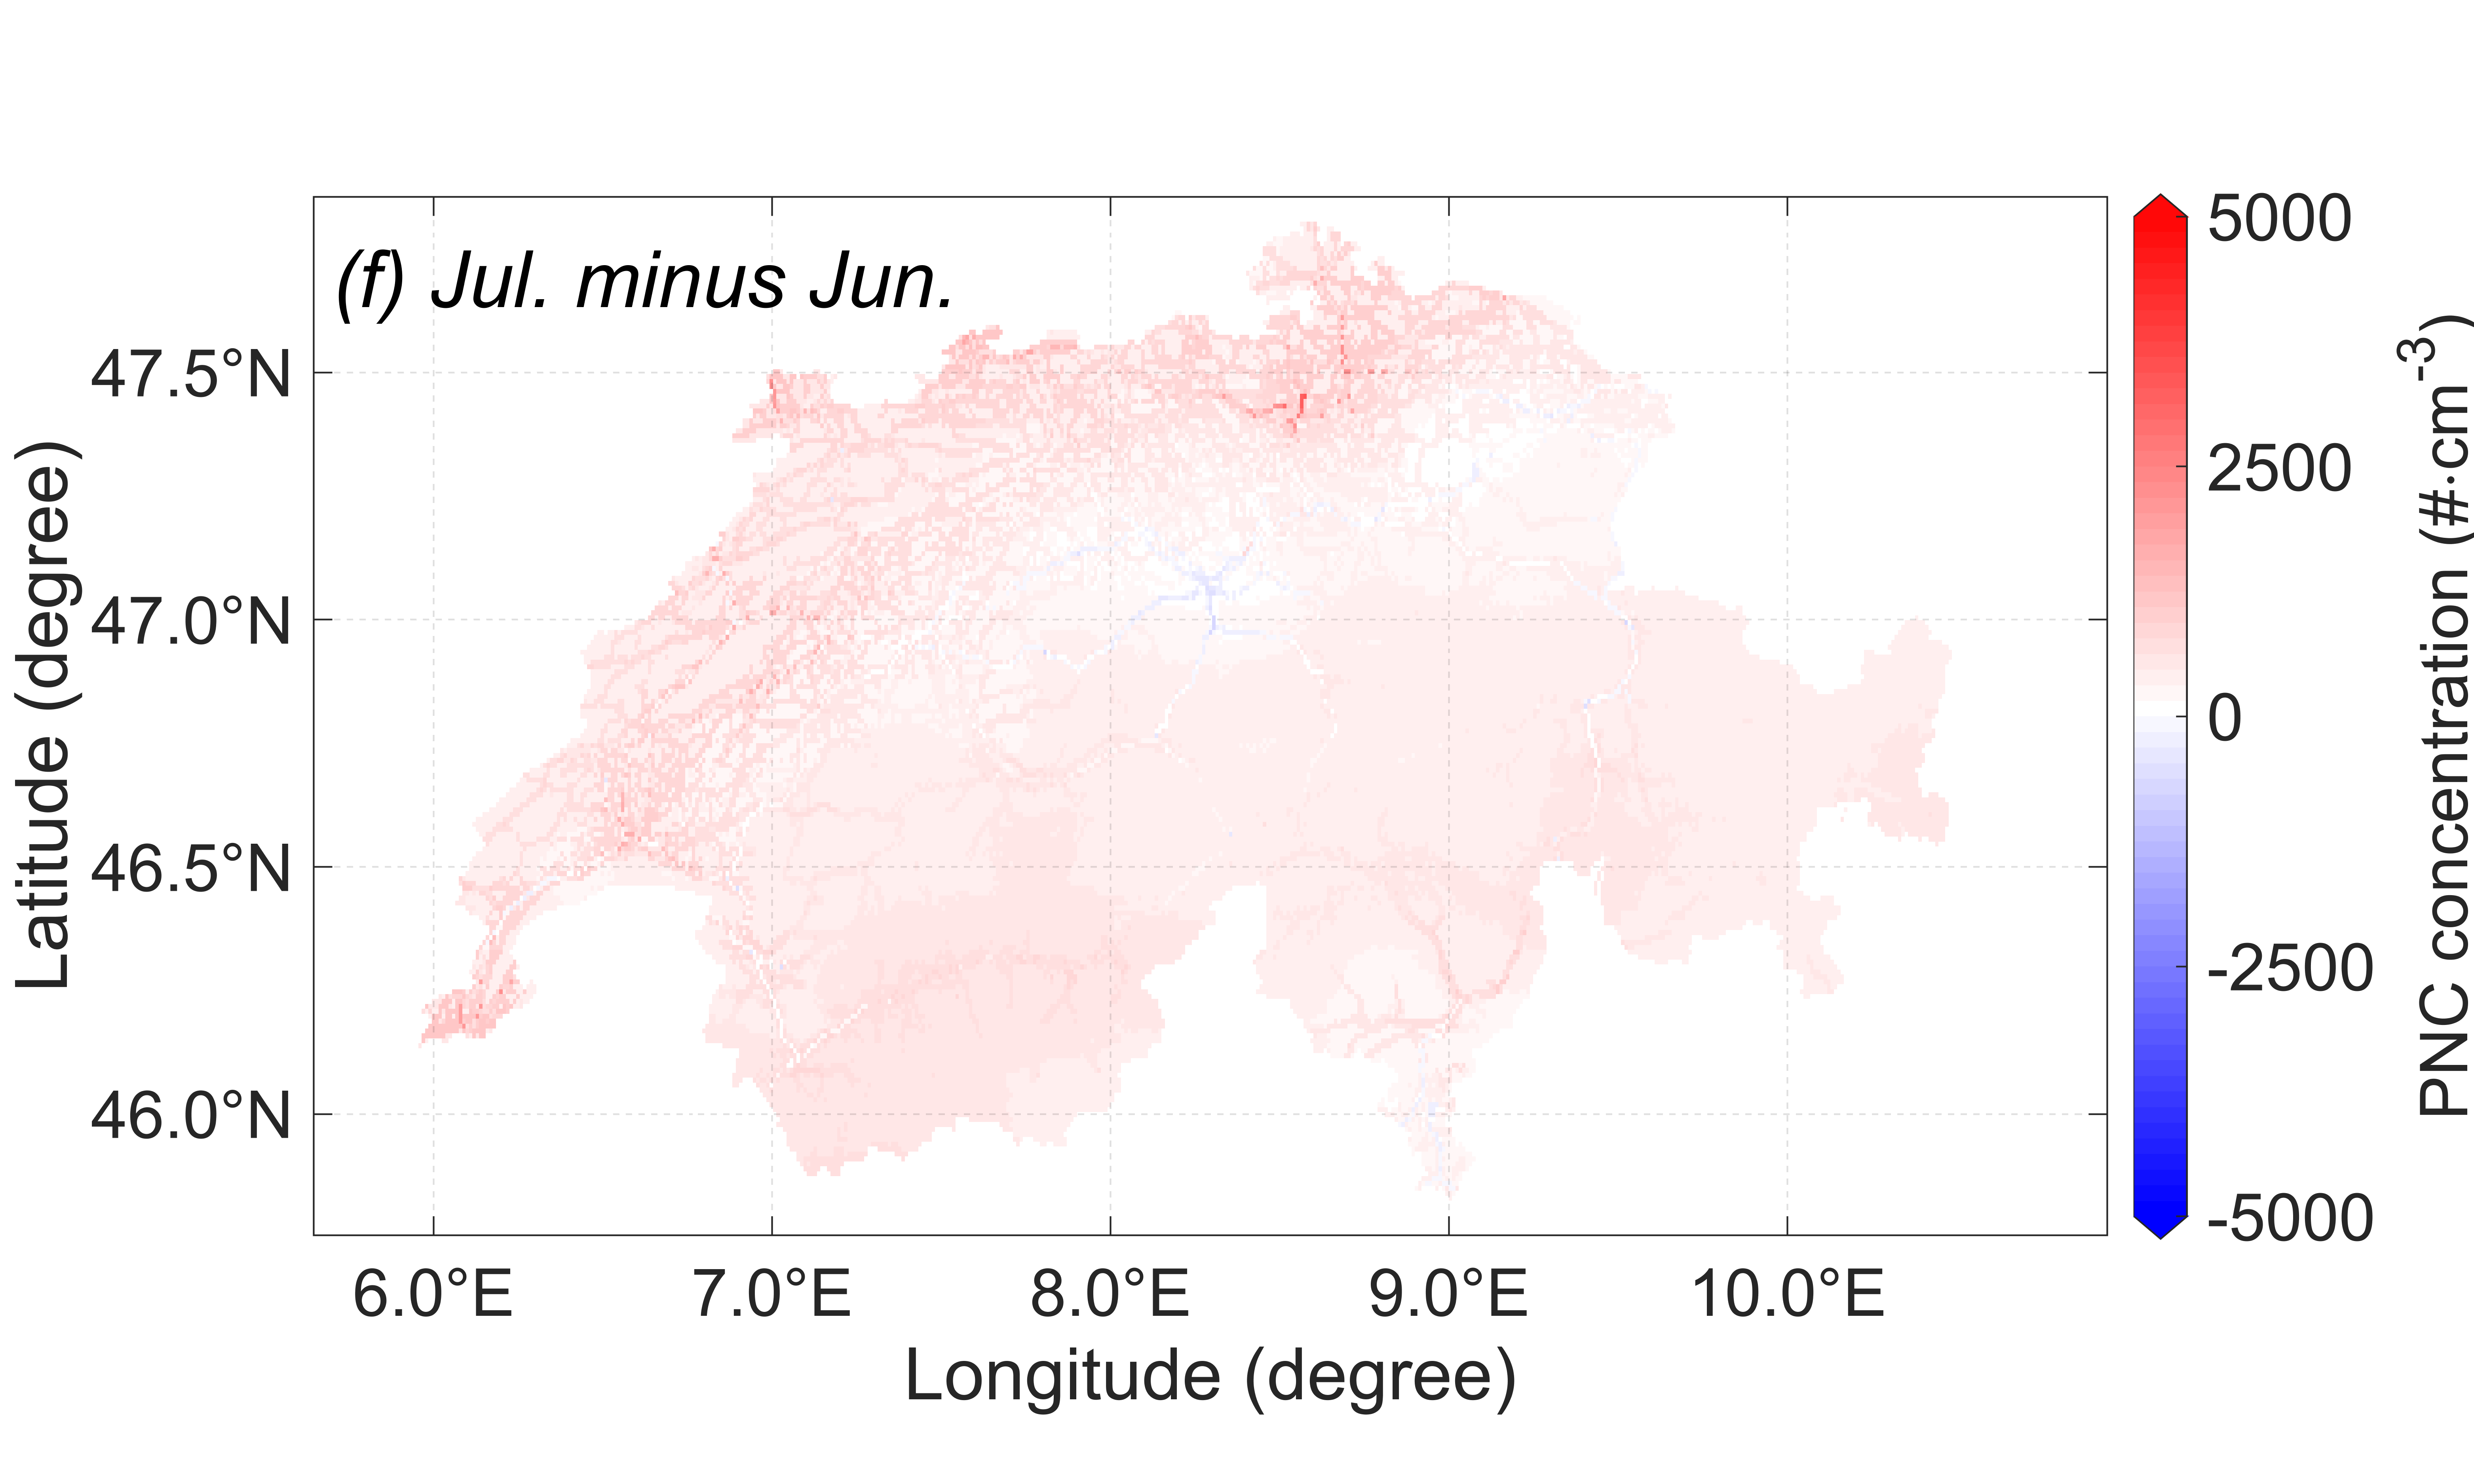 (f) Jul. minus Jun.
47.5°N
47.0°N
46.5°N
46.0°N
Latitude (degree)
6.0°E 7.0°E 8.0°E 9.0°E 10.0°E
Longitude (degree)
5000
2500
0
-2500
-5000
PNC concentration (#·cm⁻³)